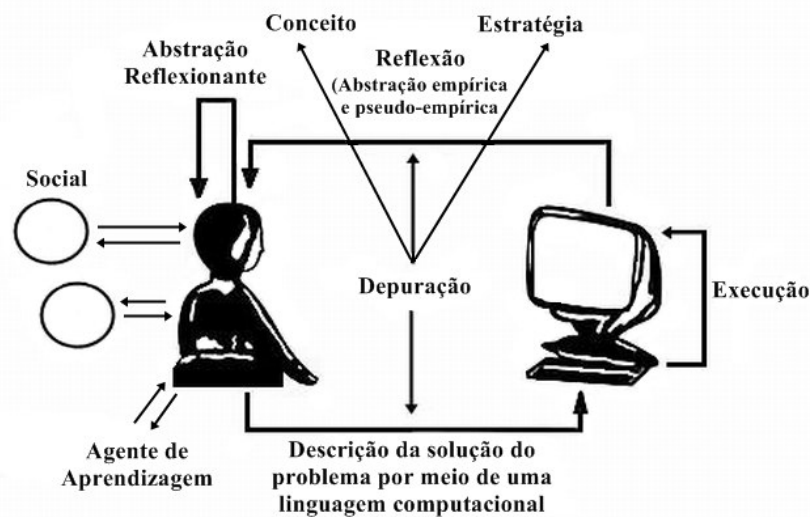 Conceito
Estratégia
Abstração
Reflexionante
Reflexão
(Abstração empírica
e pseudo-empírica
Social
Depuração
Execução
Agente de
Aprendizagem
Descrição da solução do
problema por meio de uma
linguagem computacional